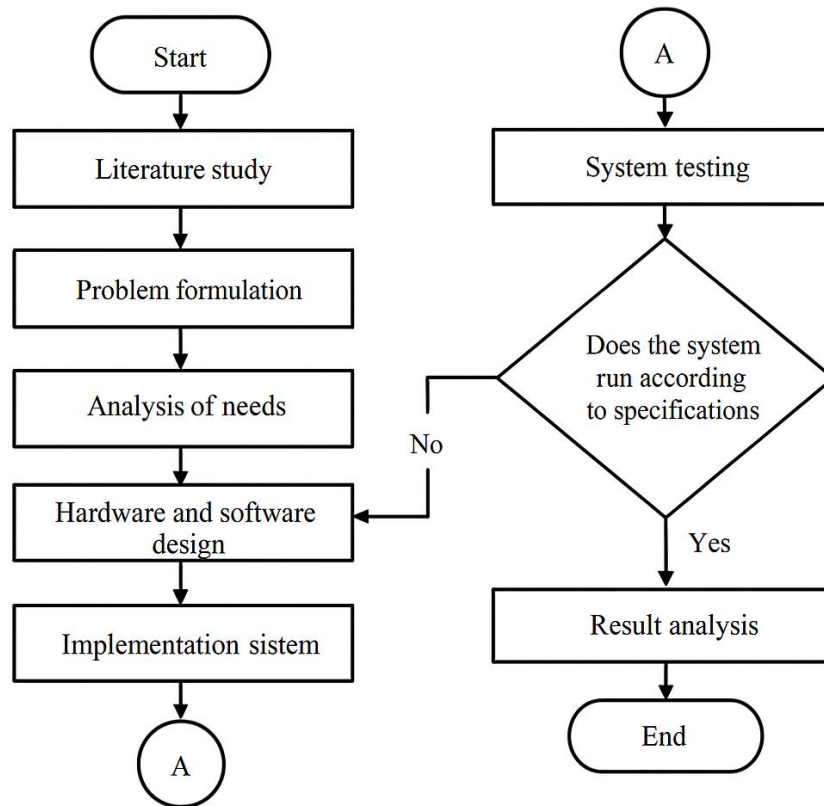 Start
Literature study
Problem formulation
Analysis of needs
Hardware and software
design
Implementation sistem
A
A
System testing
Does the system
run according
to specifications
No
Yes
Result analysis
End